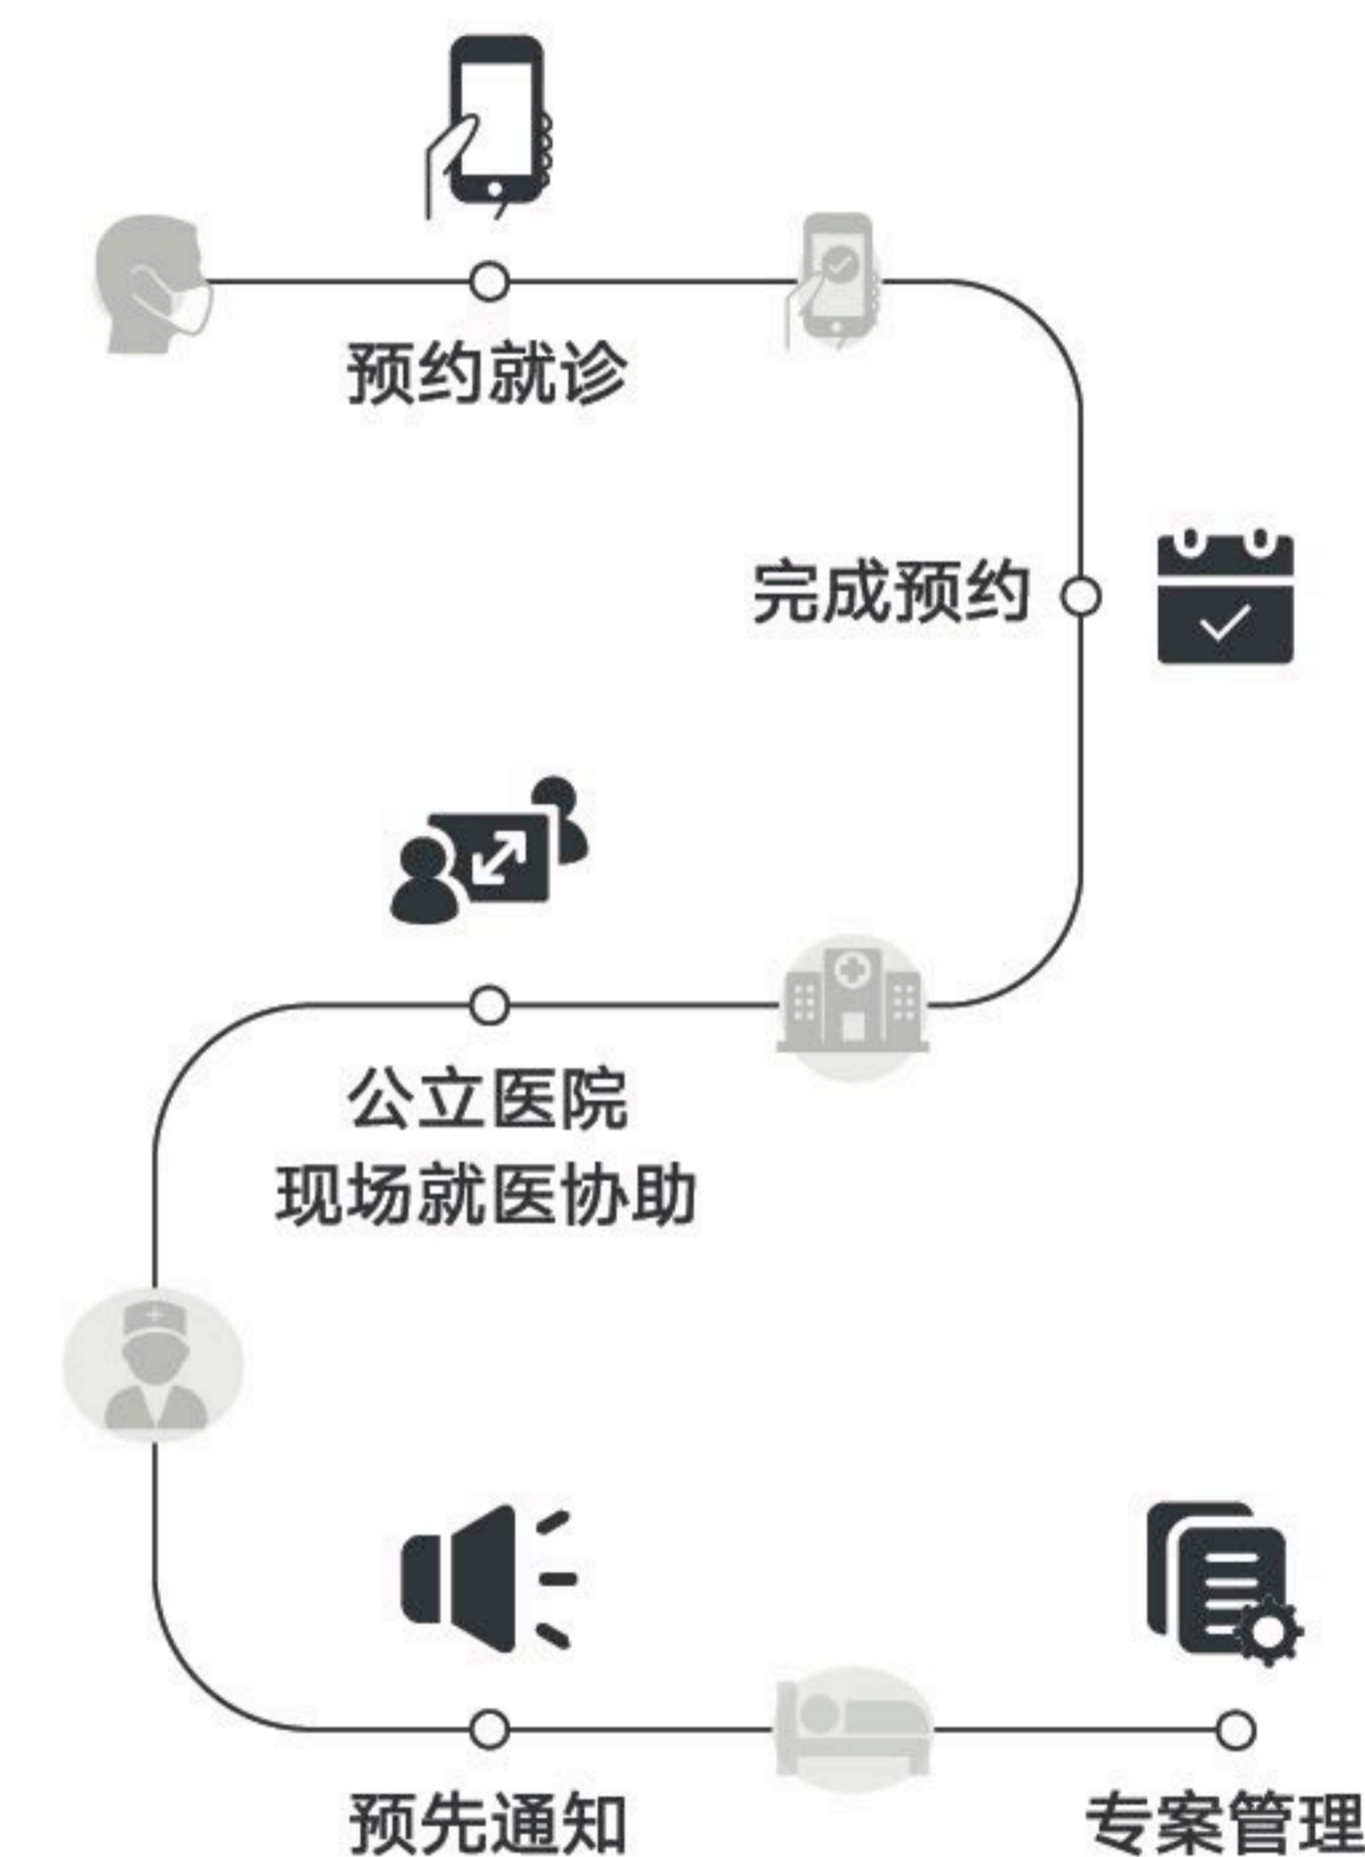 预约就诊
完成预约
公立医院
现场就医协助
预先通知
专案管理